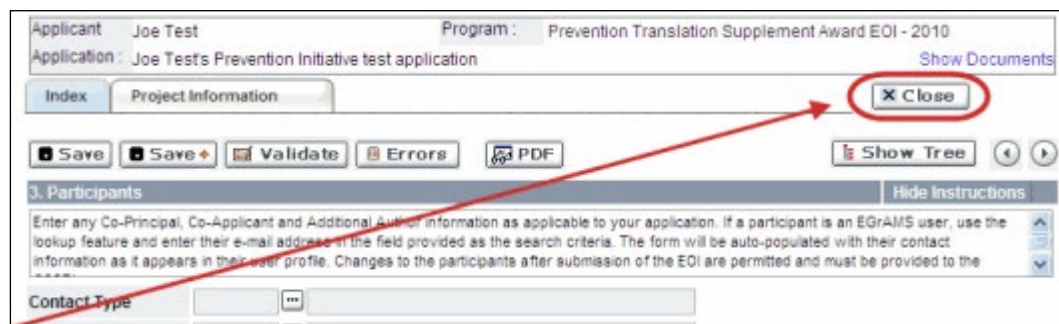 Applicant Joe Test Program : Prevention Translation Supplement Award EOI - 2010
Application : Joe Test's Prevention Initiative test application Show Documents
Index Project Information Close
Save Save Validate Errors PDF Show Tree
3. Participants Hide Instructions
Enter any Co-Principal, Co-Applicant and Additional Author information as applicable to your application. If a participant is an EGrAMS user, use the
lookup feature and enter their e-mail address in the field provided as the search criteria. The form will be auto-populated with their contact
information as it appears in their user profile. Changes to the participants after submission of the EOI are permitted and must be provided to the
Contact Type